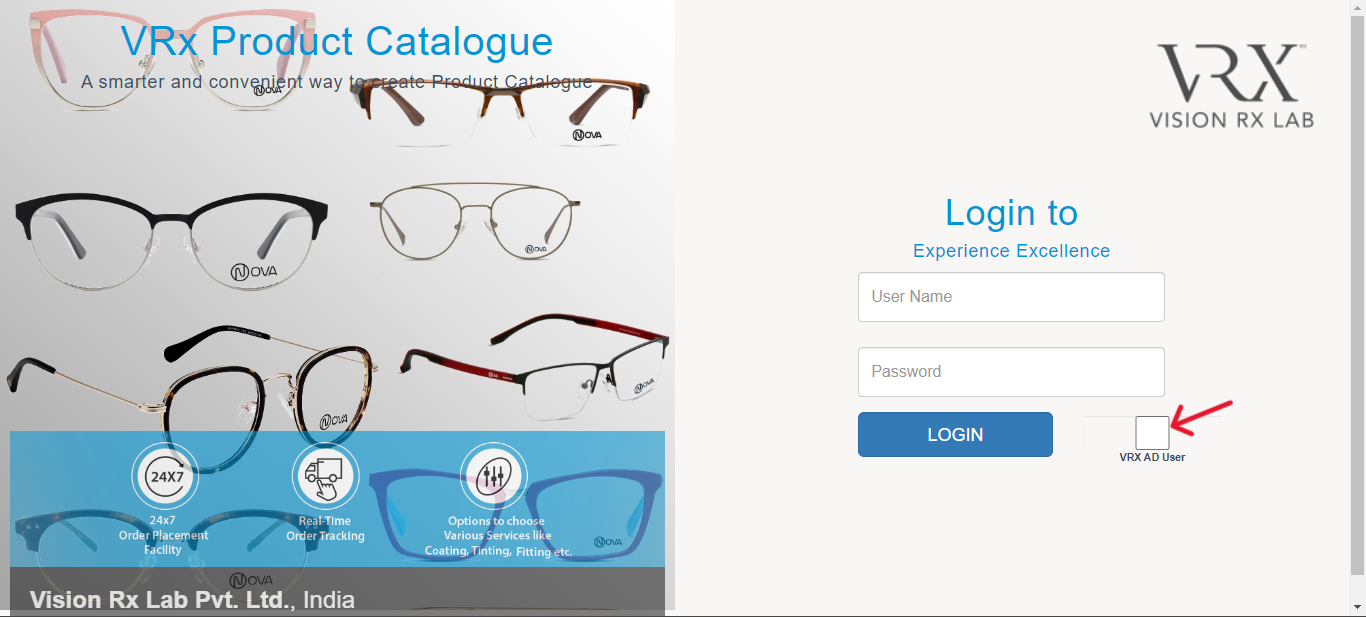 VRx Product Catalogue
A smarter and convenient way to create Product Catalogue
NOVA
NOVA
NOVA
NOVA
NOVA
NOVA
24X7
24x7
Order Placement
Facility
Real-Time
Order Tracking
Options to choose
Various Services like
Coating, Tinting, Fitting etc.
NOVA
NOVA
Vision Rx Lab Pvt. Ltd., India
VRX™
VISION RX LAB
Login to
Experience Excellence
User Name
Password
LOGIN
VRX AD User